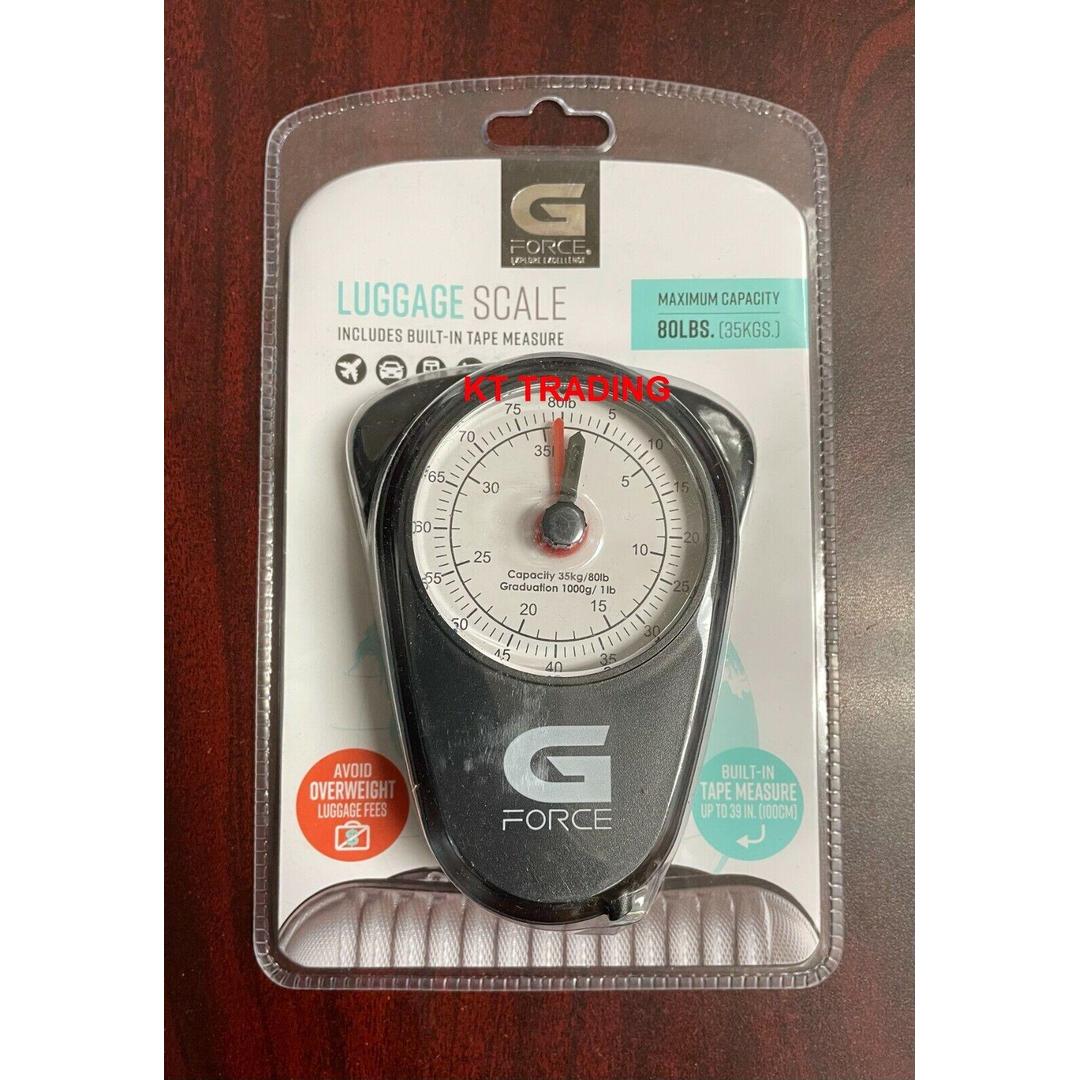 G
FORCE®
EXPLORE EXCELLENCE
LUGGAGE SCALE
INCLUDES BUILT-IN TAPE MEASURE
MAXIMUM CAPACITY
80LBS. (35KGS.)
KT TRADING
80lb
5
10
15
20
25
30
35
40
45
50
55
60
65
70
75
5
10
15
20
25
30
Capacity 35kg/80lb
Graduation 1000g/ 1lb
G
FORCE
AVOID
OVERWEIGHT
LUGGAGE FEES
$
BUILT-IN
TAPE MEASURE
UP TO 39 IN. (100CM)